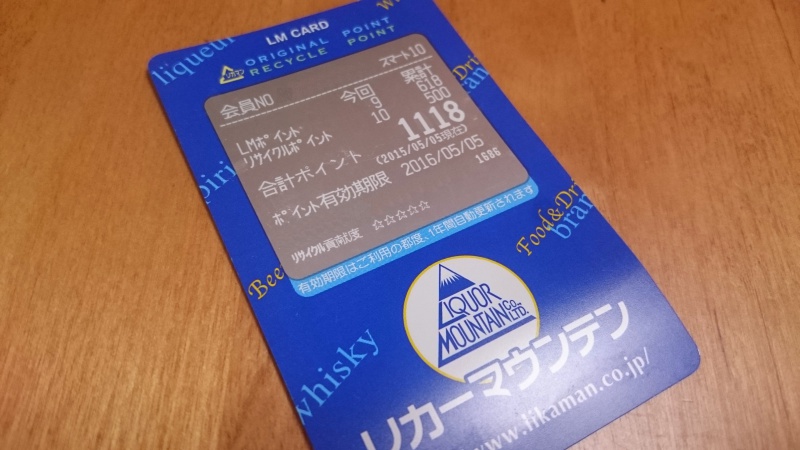 LM CARD
ORIGINAL POINT
RECYCLE POINT
liqueur
スマート10
会員NO 今回 累計
LMポイント 9 618
リサイクルポイント 10 500
合計ポイント 1118
(2015/05/05現在)
ポイント有効期限 2016/05/05
1686
リサイクル貢献度 ☆☆☆☆☆
有効期限はご利用の都度、1年間自動更新されます
Food&Dri
bran
Bee
whisky
LIQUOR
MOUNTAIN CO. LTD.
リカーマウンテン
www.likaman.co.jp/